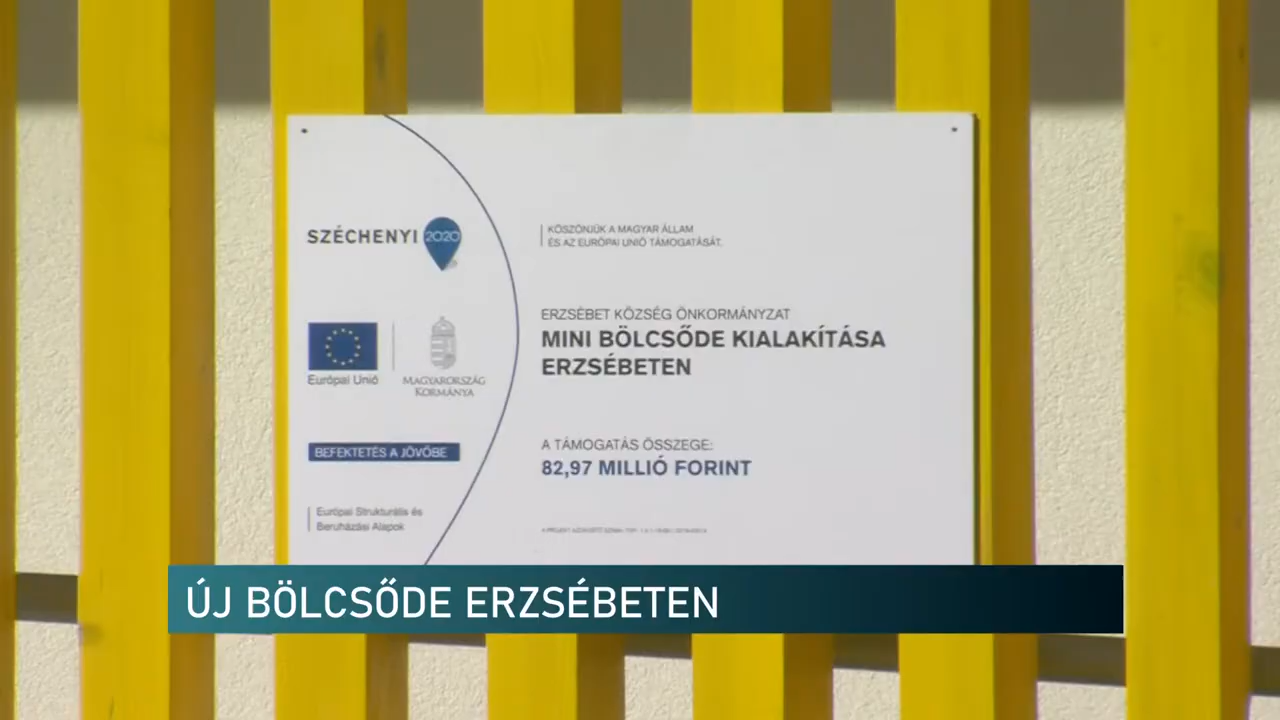 SZÉCHENYI 2020
KÖSZÖNJÜK A MAGYAR ÁLLAM
ÉS AZ EURÓPAI UNIÓ TÁMOGATÁSÁT.
Európai Unió
MAGYARORSZÁG
KORMÁNYA
BEFEKTETÉS A JÖVŐBE
Európai Strukturális és
Beruházási Alapok
ERZSÉBET KÖZSÉG ÖNKORMÁNYZAT
MINI BÖLCSŐDE KIALAKÍTÁSA
ERZSÉBETEN
A TÁMOGATÁS ÖSSZEGE:
82,97 MILLIÓ FORINT
ÚJ BÖLCSŐDE ERZSÉBETEN